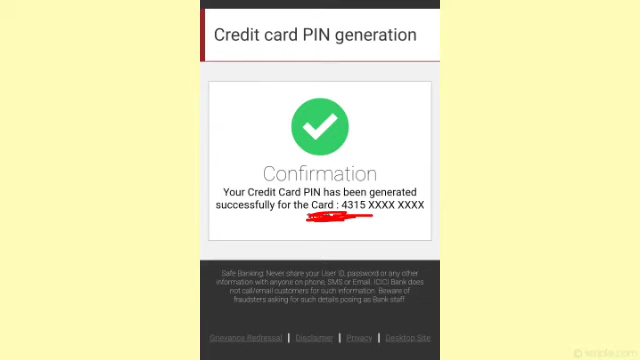 Credit card PIN generation
Confirmation
Your Credit Card PIN has been generated
successfully for the Card : 4315 XXXX XXXX
Safe Banking: Never share your User ID, password or any other
information with anyone on phone, SMS or Email. ICICI Bank does
not call/email customers for such information. Beware of
fraudsters asking for such details posing as Bank staff
Grievance Redressal | Disclaimer | Privacy | Desktop Site